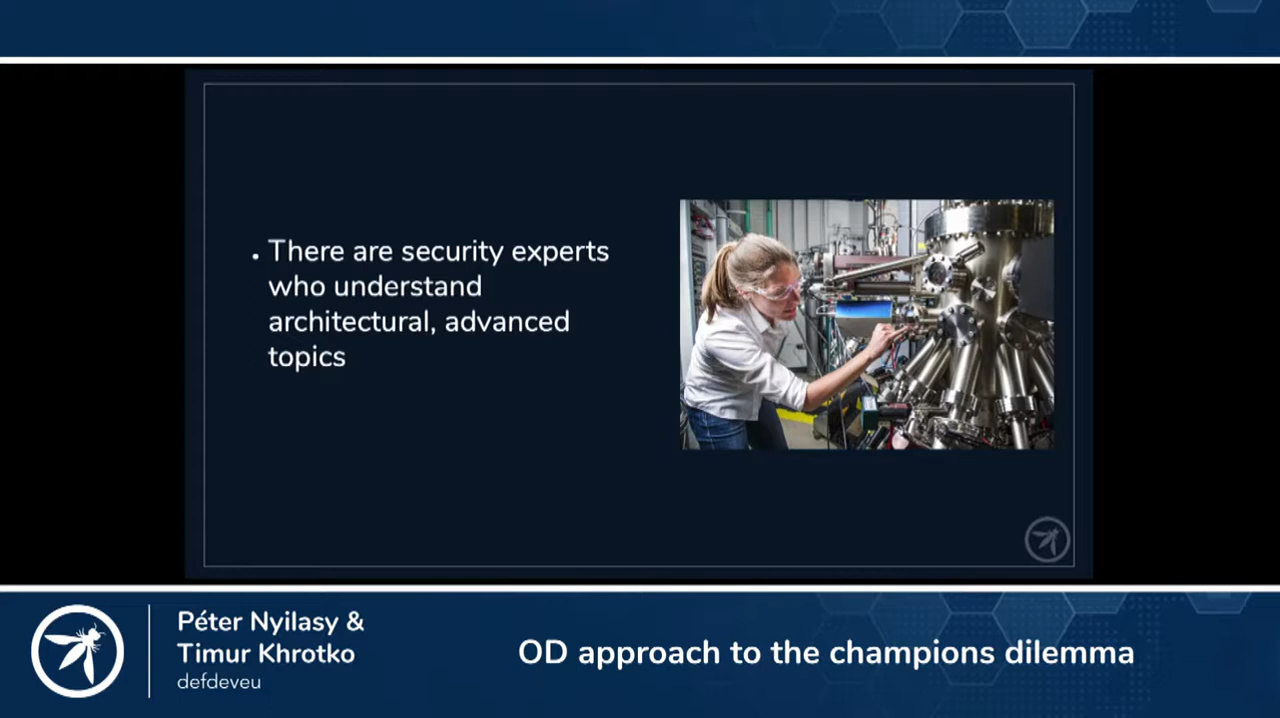 • There are security experts
who understand
architectural, advanced
topics
Péter Nyilasy &
Timur Khrotko
defdeveu
OD approach to the champions dilemma